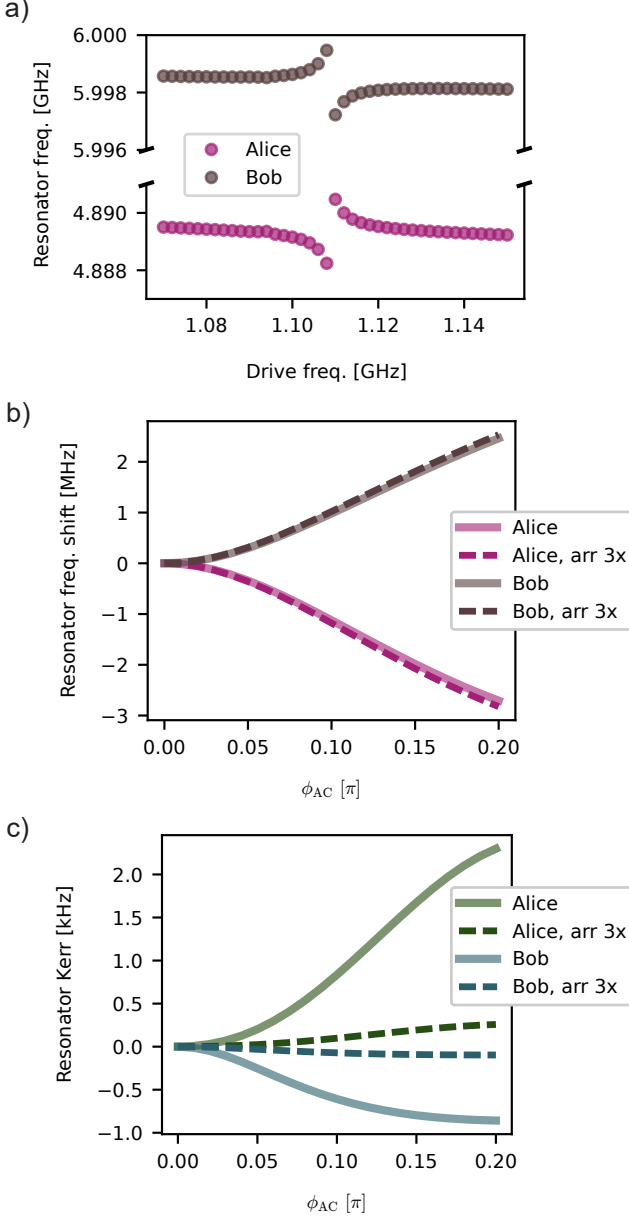 a)
6.000
5.998
5.996
4.890
4.888
Resonator freq. [GHz]
Alice
Bob
1.08 1.10 1.12 1.14
Drive freq. [GHz]
b)
2
1
0
−1
−2
−3
Resonator freq. shift [MHz]
Alice
Alice, arr 3x
Bob
Bob, arr 3x
0.00 0.05 0.10 0.15 0.20
ϕAC [π]
c)
2.0
1.5
1.0
0.5
0.0
−0.5
−1.0
Resonator Kerr [kHz]
Alice
Alice, arr 3x
Bob
Bob, arr 3x
0.00 0.05 0.10 0.15 0.20
ϕAC [π]